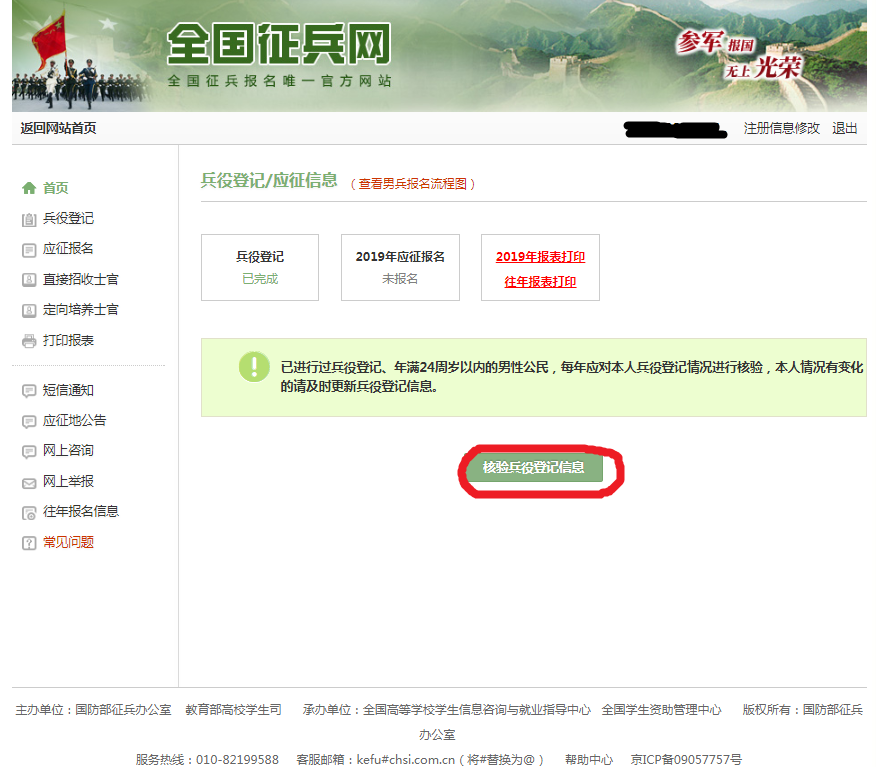 全国征兵网
全国征兵报名唯一官方网站
参军 报国
无上 光荣
返回网站首页
注册信息修改 退出
首页
兵役登记
应征报名
直接招收士官
定向培养士官
打印报表
短信通知
应征地公告
网上咨询
网上举报
往年报名信息
常见问题
兵役登记/应征信息 （查看男兵报名流程图）
兵役登记
已完成
2019年应征报名
未报名
2019年报表打印
往年报表打印
已进行过兵役登记、年满24周岁以内的男性公民，每年应对本人兵役登记情况进行核验，本人情况有变化
的请及时更新兵役登记信息。
核验兵役登记信息
主办单位：国防部征兵办公室 教育部高校学生司 承办单位：全国高等学校学生信息咨询与就业指导中心 全国学生资助管理中心 版权所有：国防部征兵
办公室
服务热线：010-82199588 客服邮箱：kefu#chsi.com.cn（将#替换为@） 帮助中心 京ICP备09057757号